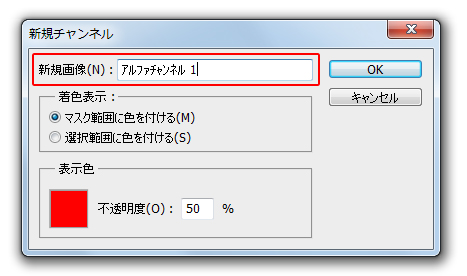 新規チャンネル
新規画像(N)： アルファチャンネル 1
OK
キャンセル
着色表示：
マスク範囲に色を付ける(M)
選択範囲に色を付ける(S)
表示色
不透明度(O)： 50 %